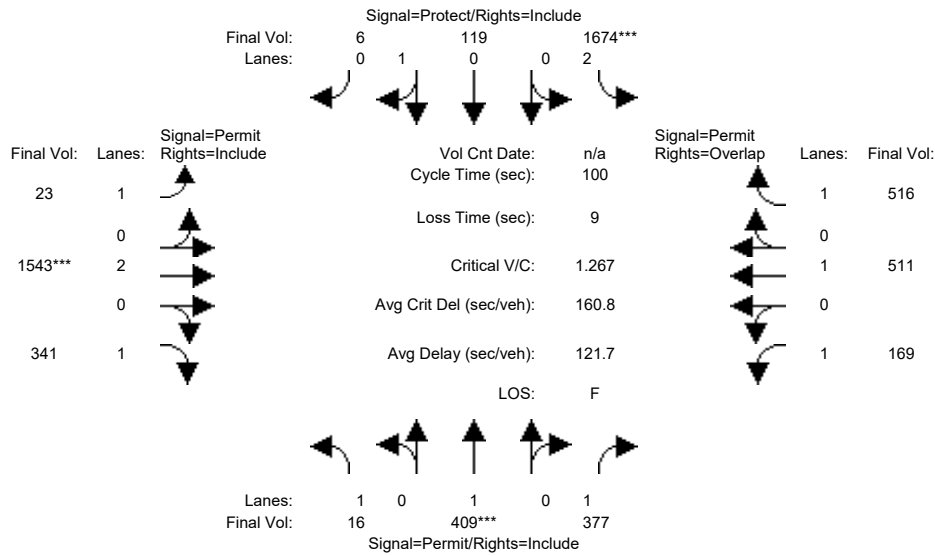 Signal=Protect/Rights=Include
Final Vol: 6 119 1674***
Lanes: 0 1 0 0 2
Signal=Permit Signal=Permit
Final Vol: Lanes: Rights=Include Vol Cnt Date: n/a Rights=Overlap Lanes: Final Vol:
Cycle Time (sec): 100
23 1 1 516
Loss Time (sec): 9
0 0
1543*** 2 Critical V/C: 1.267 1 511
0 Avg Crit Del (sec/veh): 160.8 0
341 1 Avg Delay (sec/veh): 121.7 1 169
LOS: F
Lanes: 1 0 1 0 1
Final Vol: 16 409*** 377
Signal=Permit/Rights=Include